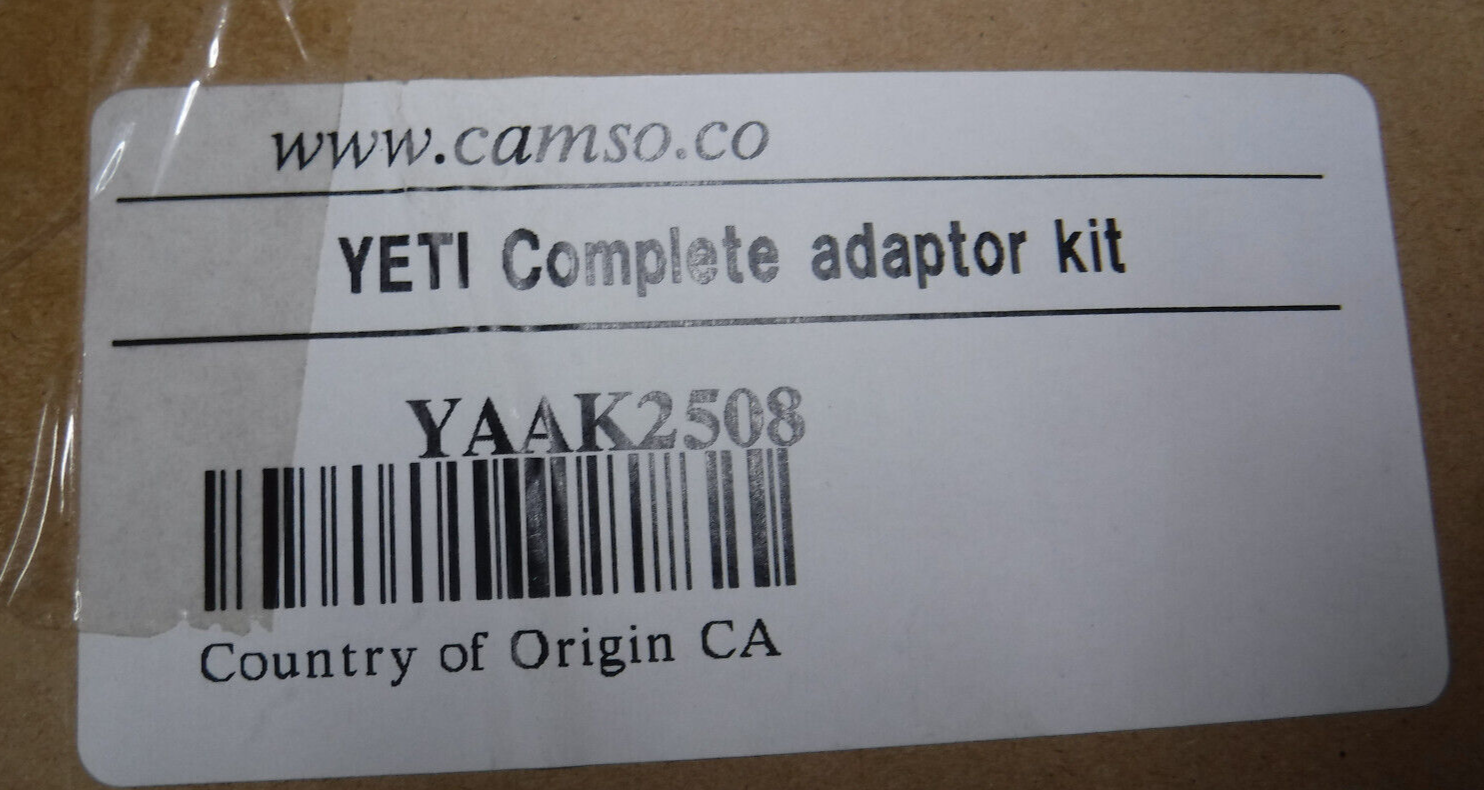 www.camso.co
YETI Complete adaptor kit
YAAK2508
Country of Origin CA